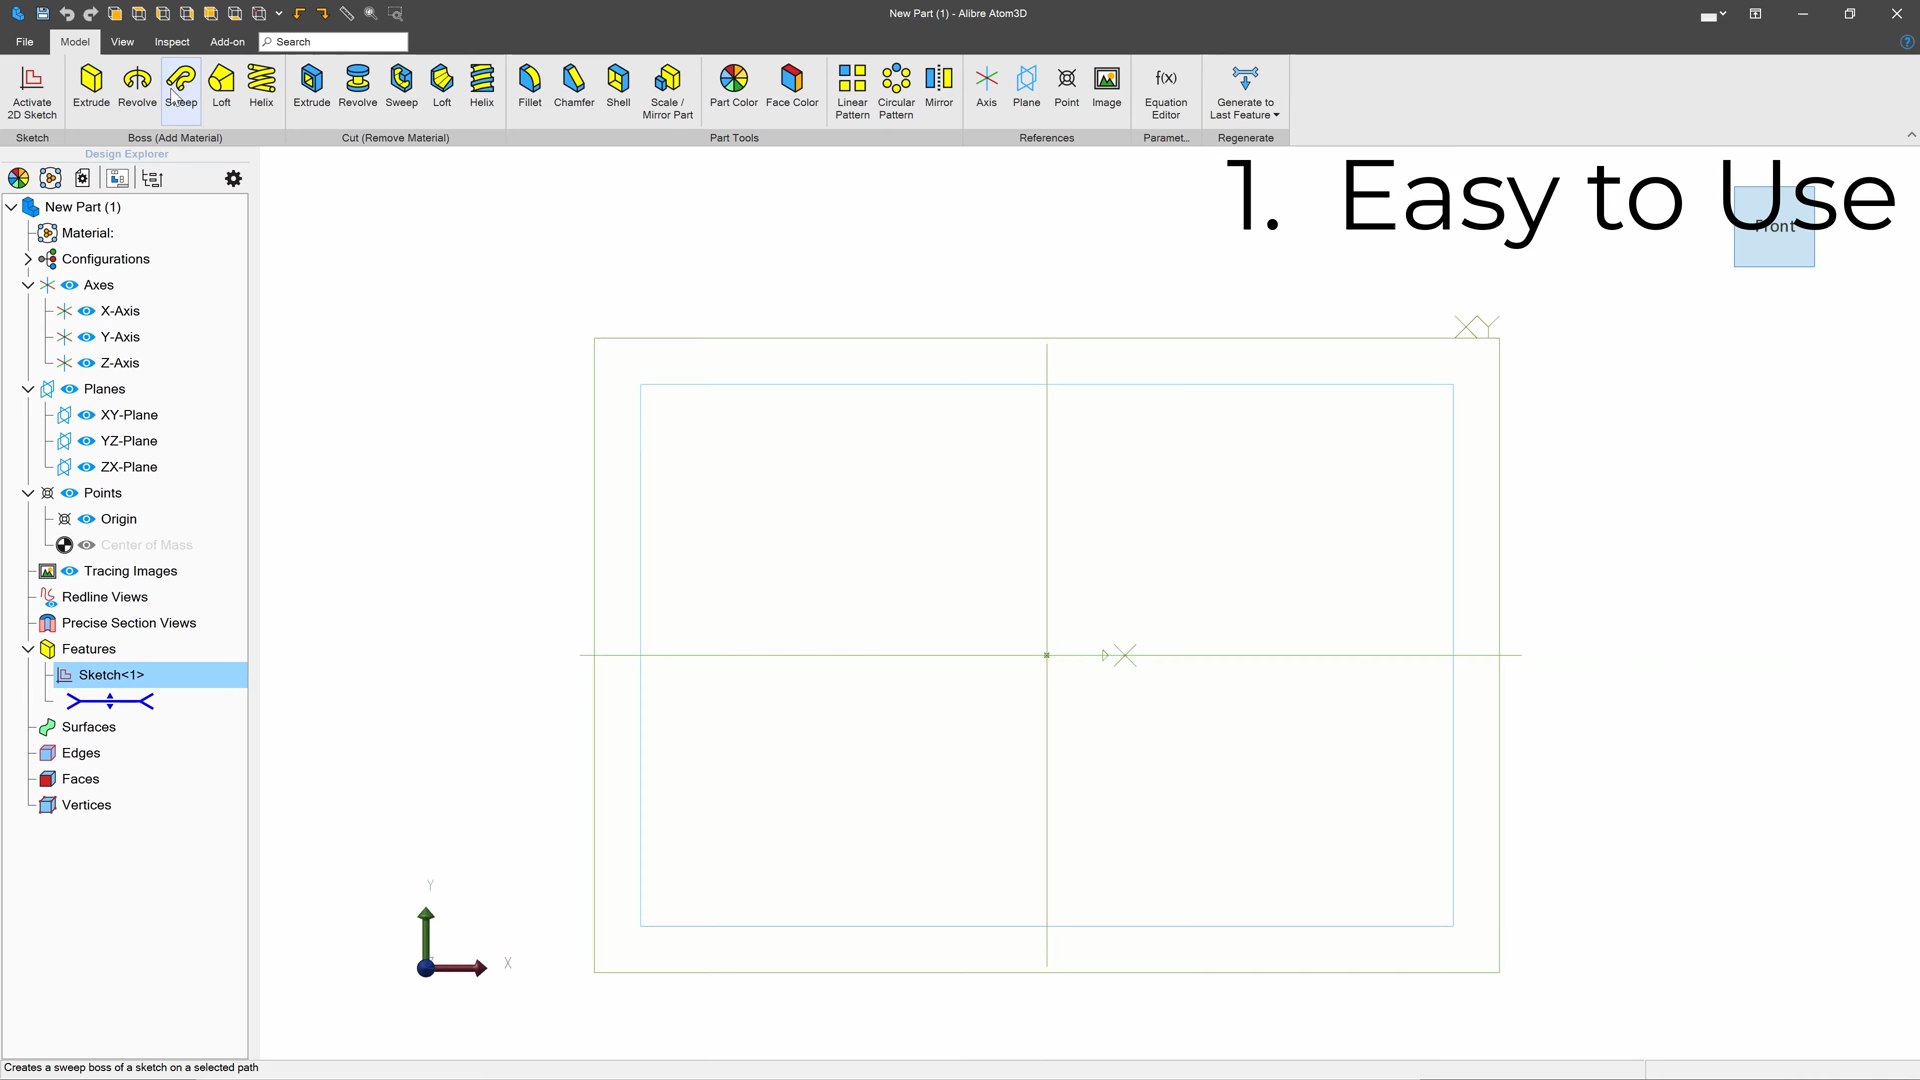 New Part (1) - Alibre Atom3D
File Model View Inspect Add-on Search
Activate 2D Sketch
Extrude Revolve Sweep Loft Helix
Extrude Revolve Sweep Loft Helix
Fillet Chamfer Shell Scale / Mirror Part Part Color Face Color
Linear Pattern Circular Pattern Mirror
Axis Plane Point Image
f(x) Equation Editor
Generate to Last Feature
Sketch Boss (Add Material) Cut (Remove Material) Part Tools References Paramet... Regenerate
Design Explorer
1. Easy to Use
Front
New Part (1)
Material:
Configurations
Axes
X-Axis
Y-Axis
Z-Axis
Planes
XY-Plane
YZ-Plane
ZX-Plane
Points
Origin
Center of Mass
Tracing Images
Redline Views
Precise Section Views
Features
Sketch<1>
Surfaces
Edges
Faces
Vertices
XY
X
Y
X
Creates a sweep boss of a sketch on a selected path